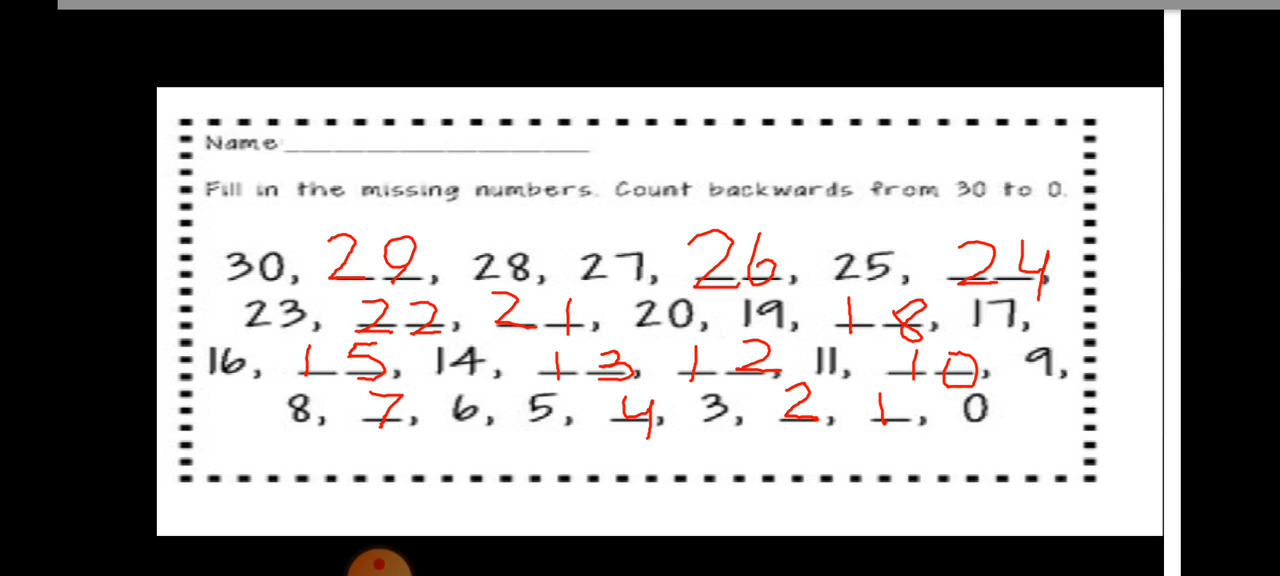 Name
Fill in the missing numbers. Count backwards from 30 to 0.
30, 29, 28, 27, 26, 25, 24,
23, 22, 21, 20, 19, 18, 17,
16, 15, 14, 13, 12, 11, 10, 9,
8, 7, 6, 5, 4, 3, 2, 1, 0